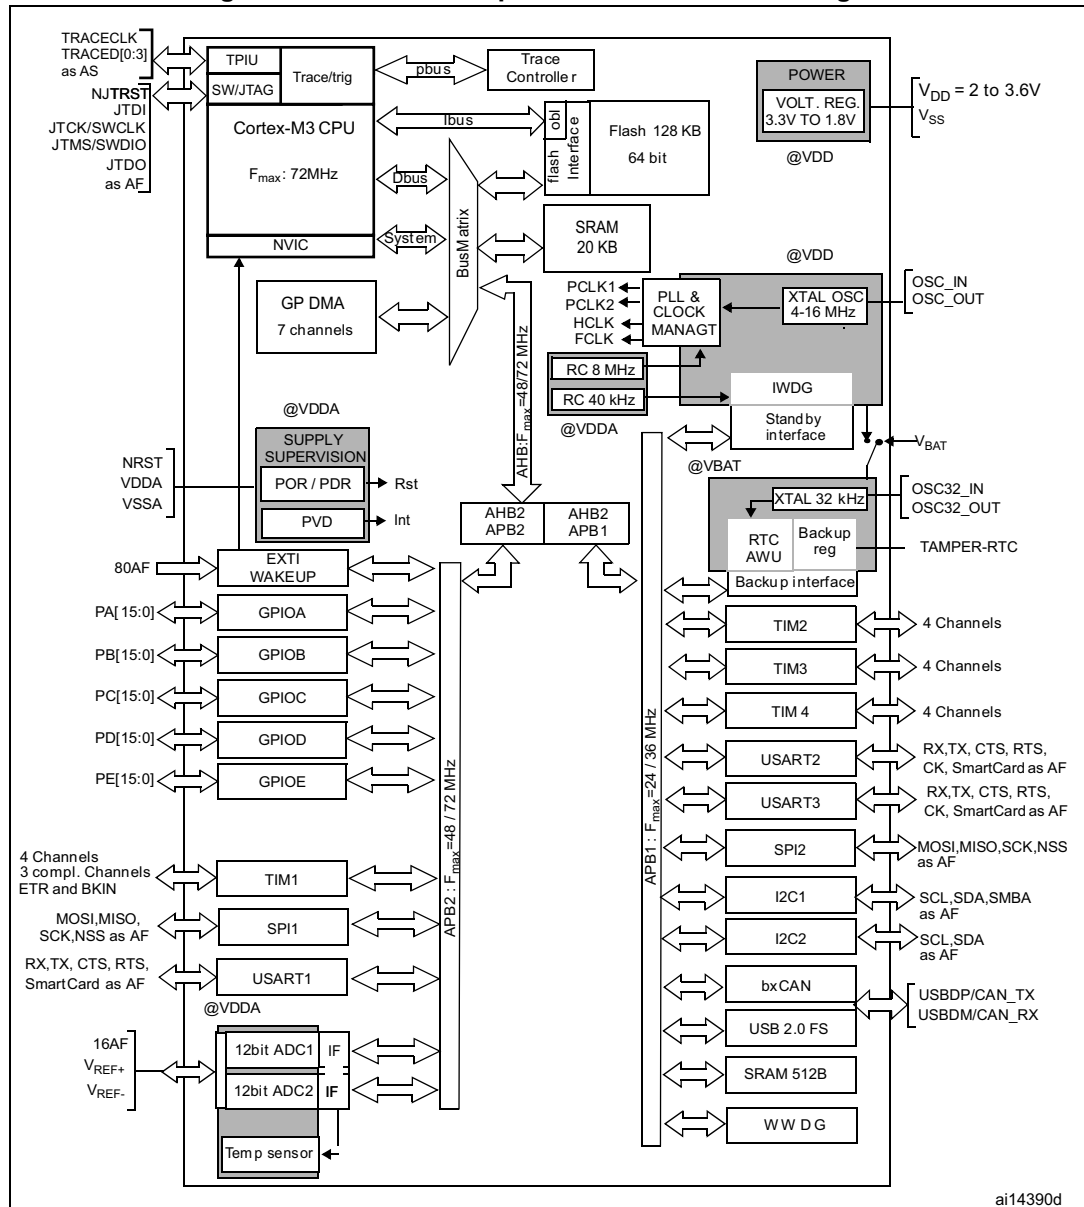 TRACECLK
TRACED[0:3]
as AS
NJTRST
JTDI
JTCK/SWCLK
JTMS/SWDIO
JTDO
as AF
TPIU
SW/JTAG
Trace/trig
Cortex-M3 CPU
Fmax: 72MHz
NVIC
pbus
Trace
Controller
Ibus
Dbus
System
BusMatrix
obl
flash
Interface
Flash 128 KB
64 bit
SRAM
20 KB
POWER
VOLT. REG.
3.3V TO 1.8V
@VDD
VDD = 2 to 3.6V
VSS
GP DMA
7 channels
AHB:Fmax=48/72 MHz
@VDD
PCLK1
PCLK2
HCLK
FCLK
PLL &
CLOCK
MANAGT
XTAL OSC
4-16 MHz
OSC_IN
OSC_OUT
RC 8 MHz
RC 40 kHz
@VDDA
IWDG
Standby
interface
VBAT
@VBAT
@VDDA
SUPPLY
SUPERVISION
POR / PDR
PVD
Rst
Int
NRST
VDDA
VSSA
AHB2
APB2
AHB2
APB1
XTAL 32 kHz
OSC32_IN
OSC32_OUT
RTC
AWU
Backup
reg
TAMPER-RTC
Backup interface
80AF
EXTI
WAKEUP
PA[15:0]
GPIOA
PB[15:0]
GPIOB
PC[15:0]
GPIOC
PD[15:0]
GPIOD
PE[15:0]
GPIOE
4 Channels
3 compl. Channels
ETR and BKIN
TIM1
MOSI,MISO,
SCK,NSS as AF
SPI1
RX,TX, CTS, RTS,
SmartCard as AF
USART1
@VDDA
16AF
VREF+
VREF-
12bit ADC1
IF
12bit ADC2
IF
Temp sensor
APB2 : Fmax=48 / 72 MHz
APB1 : Fmax=24 / 36 MHz
TIM2
4 Channels
TIM3
4 Channels
TIM 4
4 Channels
USART2
RX,TX, CTS, RTS,
CK, SmartCard as AF
USART3
RX,TX, CTS, RTS,
CK, SmartCard as AF
SPI2
MOSI,MISO,SCK,NSS
as AF
I2C1
SCL,SDA,SMBA
as AF
I2C2
SCL,SDA
as AF
bxCAN
USB 2.0 FS
USBDP/CAN_TX
USBDM/CAN_RX
SRAM 512B
WWDG
ai14390d